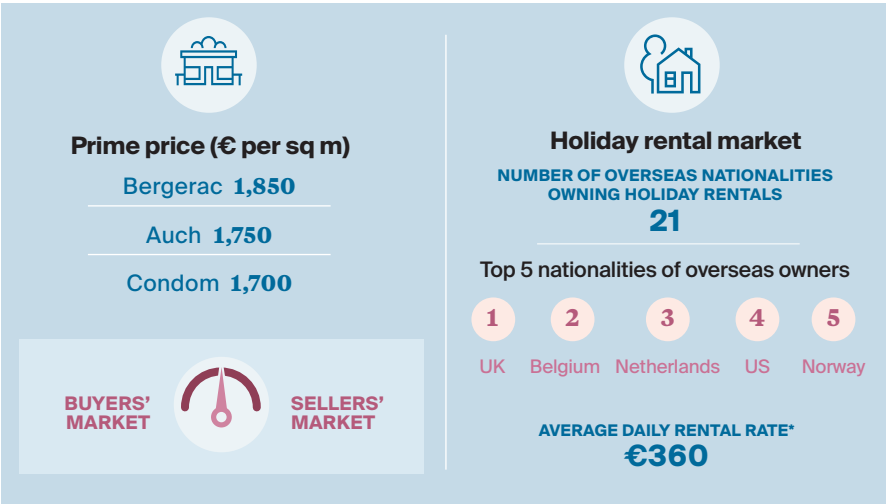 Prime price (€ per sq m)
Bergerac 1,850
Auch 1,750
Condom 1,700
BUYERS'
MARKET
SELLERS'
MARKET
Holiday rental market
NUMBER OF OVERSEAS NATIONALITIES
OWNING HOLIDAY RENTALS
21
Top 5 nationalities of overseas owners
1 2 3 4 5
UK Belgium Netherlands US Norway
AVERAGE DAILY RENTAL RATE*
€360